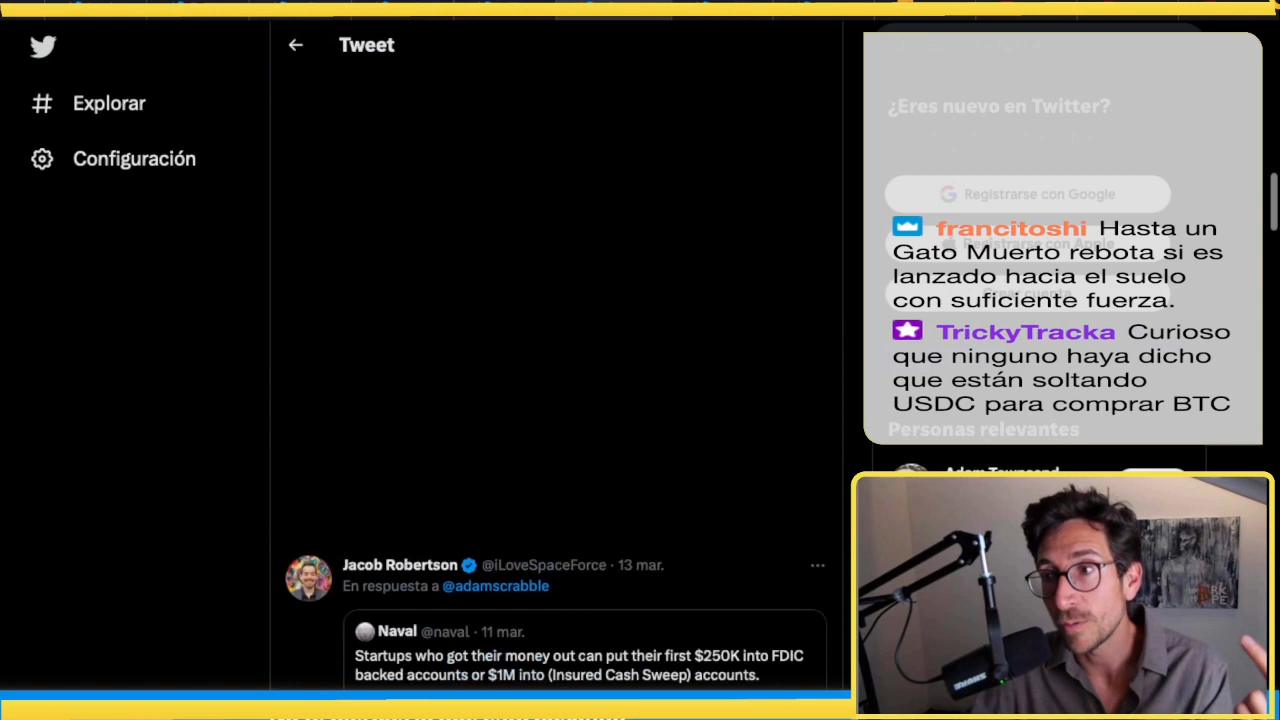 Tweet
Explorar
Configuración
¿Eres nuevo en Twitter?
Registrarse con Google
francitoshi Hasta un
Gato Muerto rebota si es
lanzado hacia el suelo
con suficiente fuerza.
TrickyTracka Curioso
que ninguno haya dicho
que están soltando
USDC para comprar BTC
Personas relevantes
Adam Townsend
Jacob Robertson @iLoveSpaceForce · 13 mar.
En respuesta a @adamscrabble
Naval @naval · 11 mar.
Startups who got their money out can put their first $250K into FDIC
backed accounts or $1M into (Insured Cash Sweep) accounts.